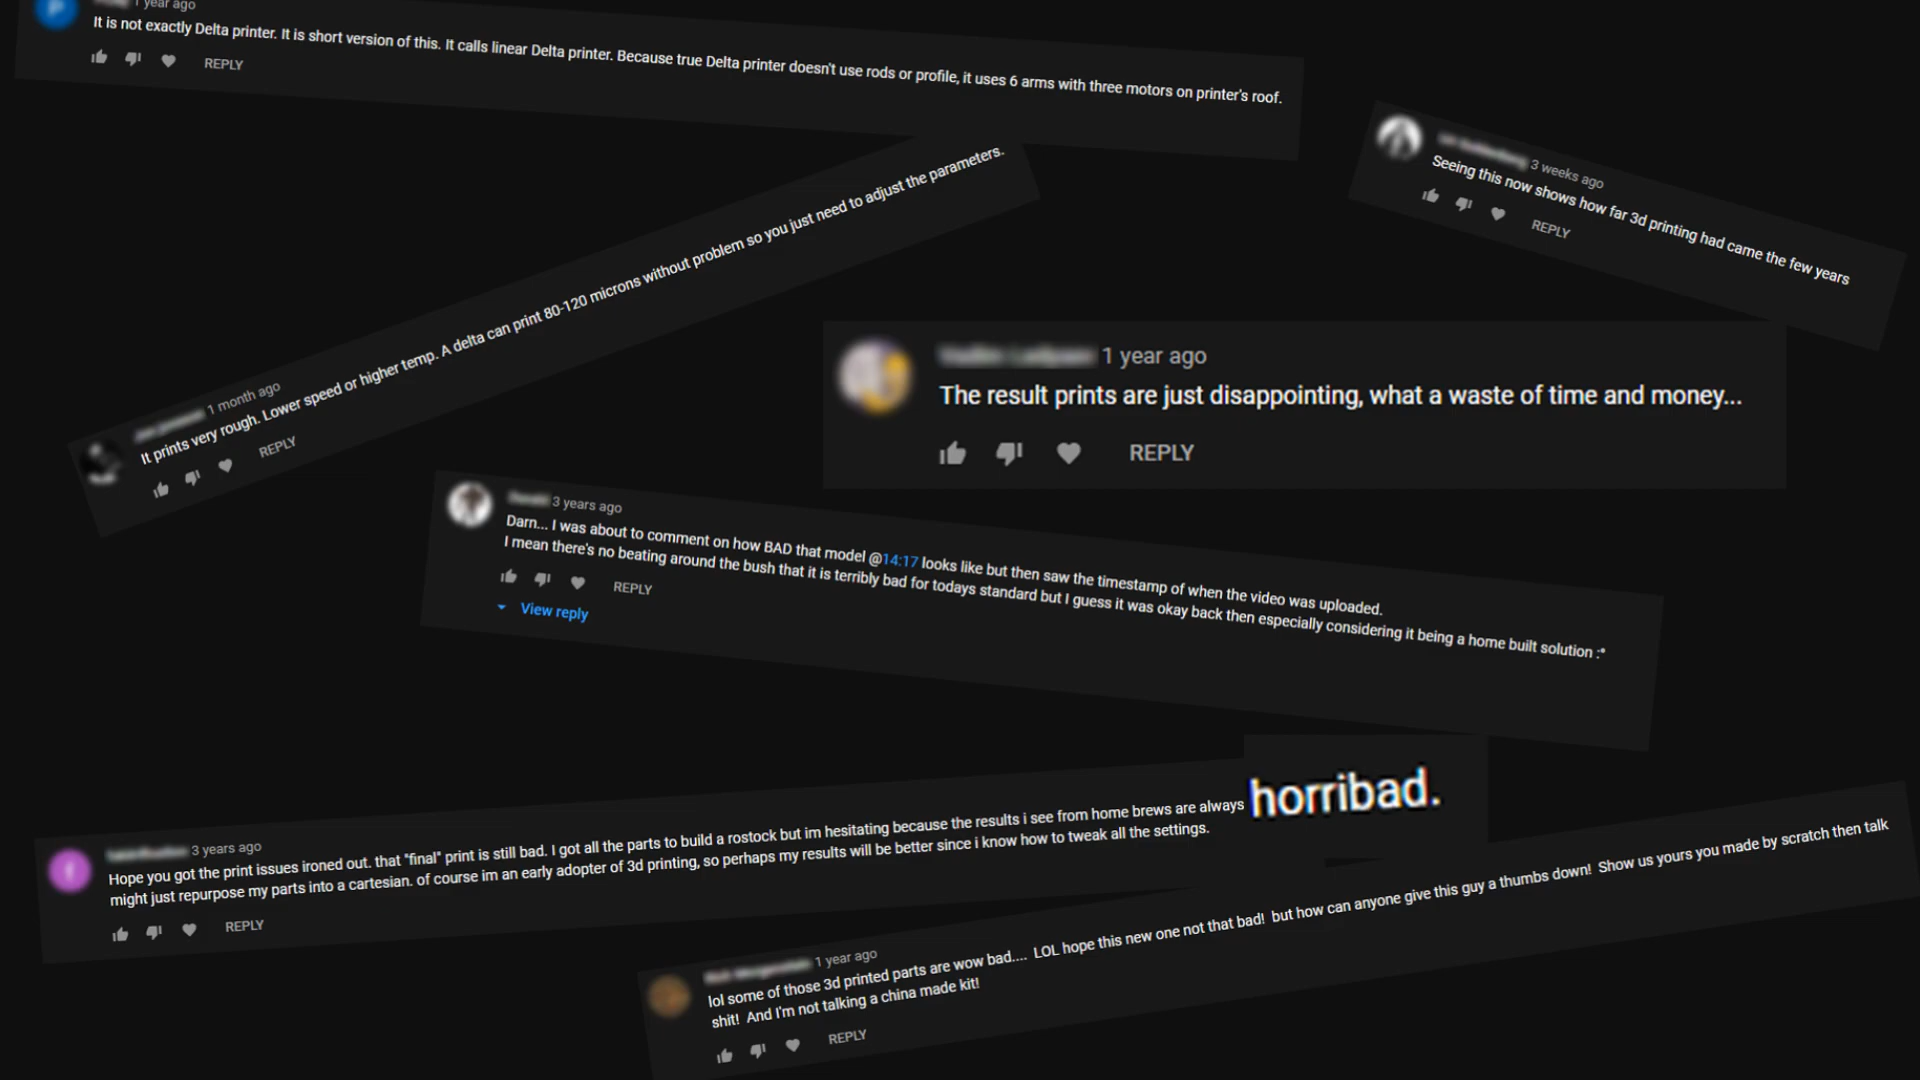 P
1 year ago
It is not exactly Delta printer. It is short version of this. It calls linear Delta printer. Because true Delta printer doesn't use rods or profile, it uses 6 arms with three motors on printer's roof.
REPLY
3 weeks ago
Seeing this now shows how far 3d printing had came the few years
REPLY
1 month ago
It prints very rough. Lower speed or higher temp. A delta can print 80-120 microns without problem so you just need to adjust the parameters.
REPLY
1 year ago
The result prints are just disappointing, what a waste of time and money...
REPLY
3 years ago
Darn... I was about to comment on how BAD that model @14:17 looks like but then saw the timestamp of when the video was uploaded.
I mean there's no beating around the bush that it is terribly bad for todays standard but I guess it was okay back then especially considering it being a home built solution :°
REPLY
View reply
3 years ago
Hope you got the print issues ironed out. that "final" print is still bad. I got all the parts to build a rostock but im hesitating because the results i see from home brews are always horribad.
might just repurpose my parts into a cartesian. of course im an early adopter of 3d printing, so perhaps my results will be better since i know how to tweak all the settings.
REPLY
1 year ago
lol some of those 3d printed parts are wow bad.... LOL hope this new one not that bad! but how can anyone give this guy a thumbs down! Show us yours you made by scratch then talk
shit! And I'm not talking a china made kit!
REPLY